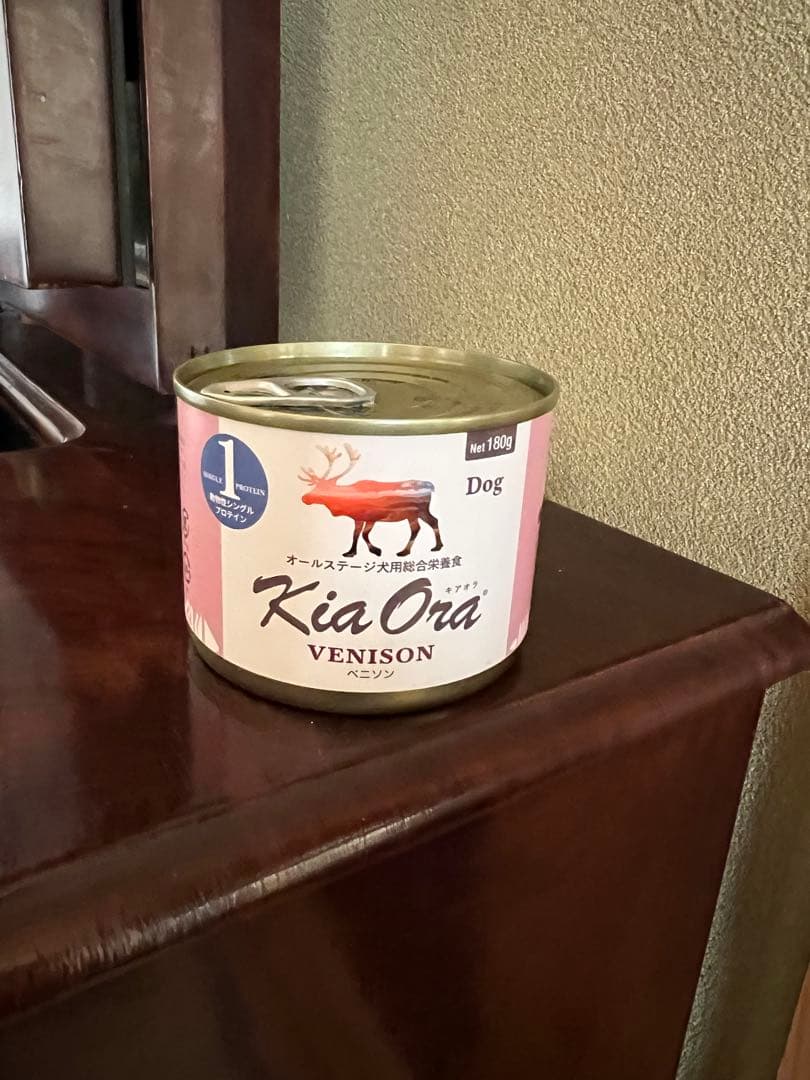 Net 180g
Dog
1
SINGLE PROTEIN
動物性シングル
プロテイン
オールステージ犬用総合栄養食
キアオラ
Kia Ora
VENISON
ベニソン